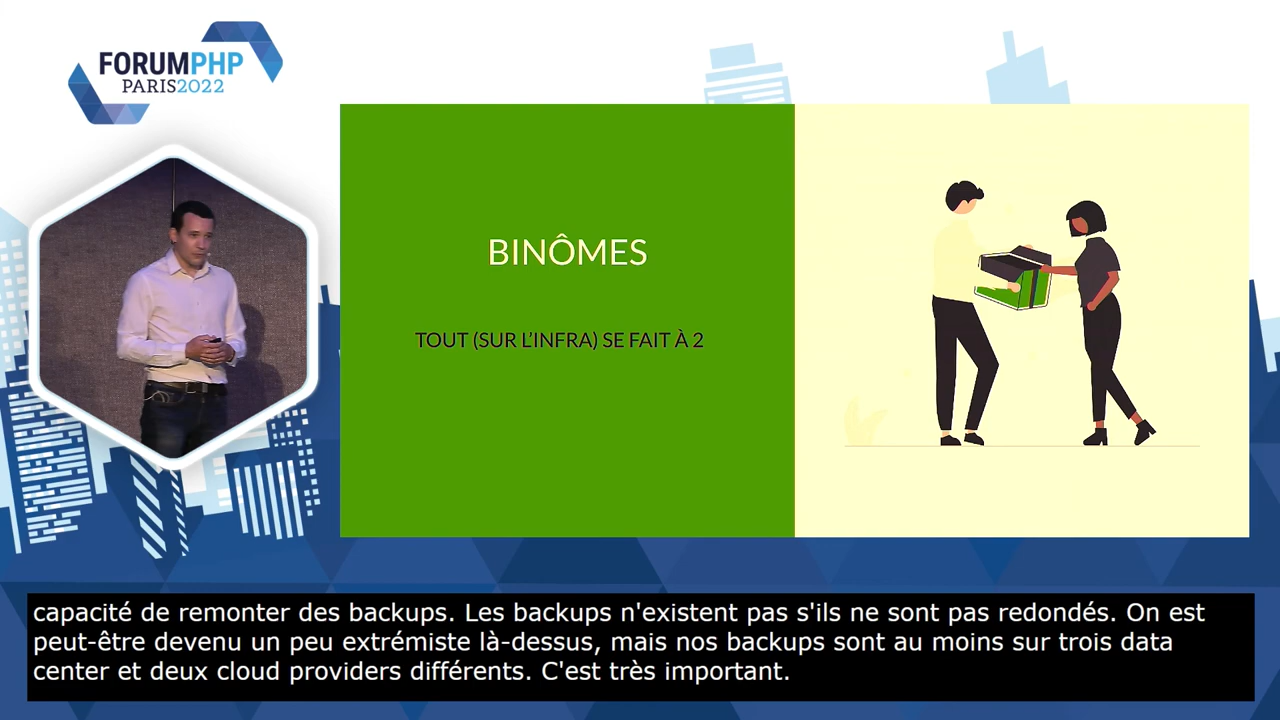 FORUMPHP
PARIS2022
BINÔMES
TOUT (SUR L'INFRA) SE FAIT À 2
capacité de remonter des backups. Les backups n'existent pas s'ils ne sont pas redondés. On est
peut-être devenu un peu extrémiste là-dessus, mais nos backups sont au moins sur trois data
center et deux cloud providers différents. C'est très important.